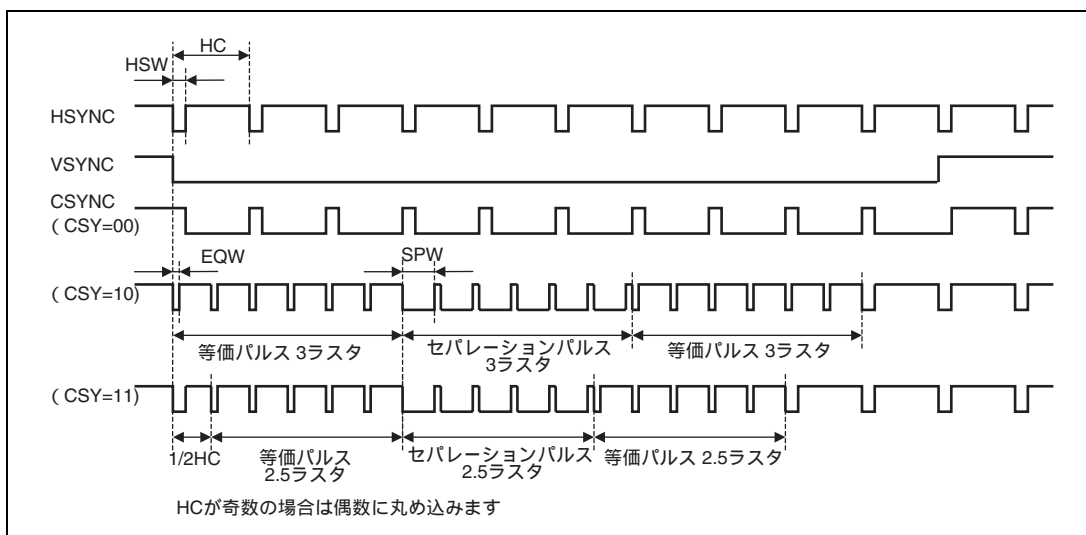 HC
HSW
HSYNC
VSYNC
CSYNC
（CSY=00)
EQW
SPW
（CSY=10)
等価パルス 3ラスタ
セパレーションパルス
3ラスタ
等価パルス 3ラスタ
（CSY=11)
1/2HC
等価パルス
2.5ラスタ
セパレーションパルス
2.5ラスタ
等価パルス 2.5ラスタ
HCが奇数の場合は偶数に丸め込みます